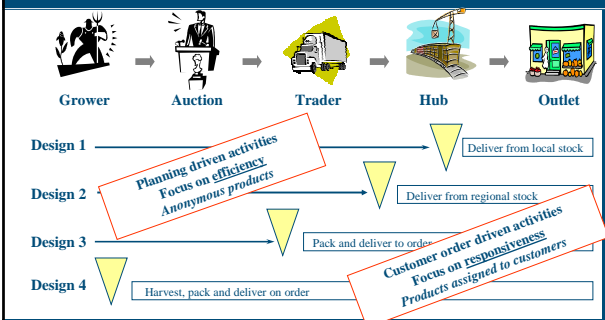 Grower Auction Trader Hub Outlet
Design 1
Deliver from local stock
Planning driven activities
Focus on efficiency
Anonymous products
Design 2
Deliver from regional stock
Design 3
Pack and deliver to order
Customer order driven activities
Focus on responsiveness
Products assigned to customers
Design 4
Harvest, pack and deliver on order